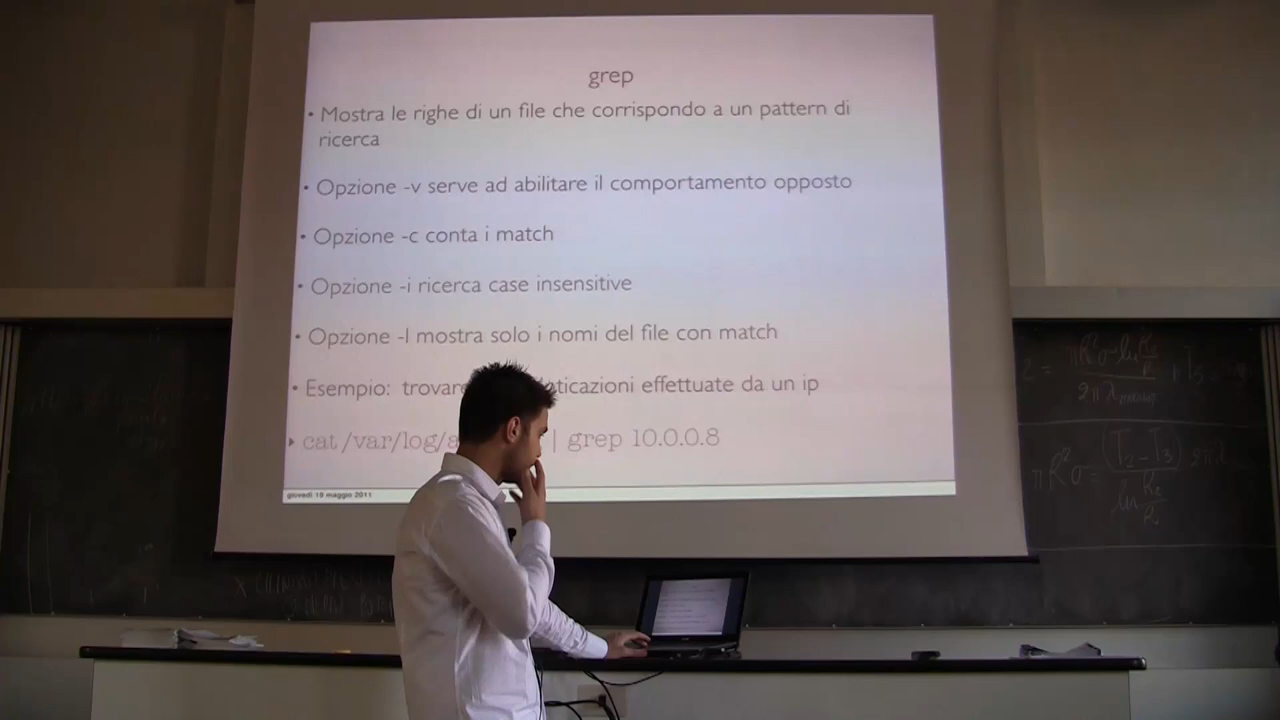 grep
• Mostra le righe di un file che corrispondo a un pattern di
ricerca
• Opzione -v serve ad abilitare il comportamento opposto
• Opzione -c conta i match
• Opzione -i ricerca case insensitive
• Opzione -l mostra solo i nomi del file con match
• Esempio: trovare ticazioni effettuate da un ip
▸ cat /var/log/a | grep 10.0.0.8
giovedì 19 maggio 2011